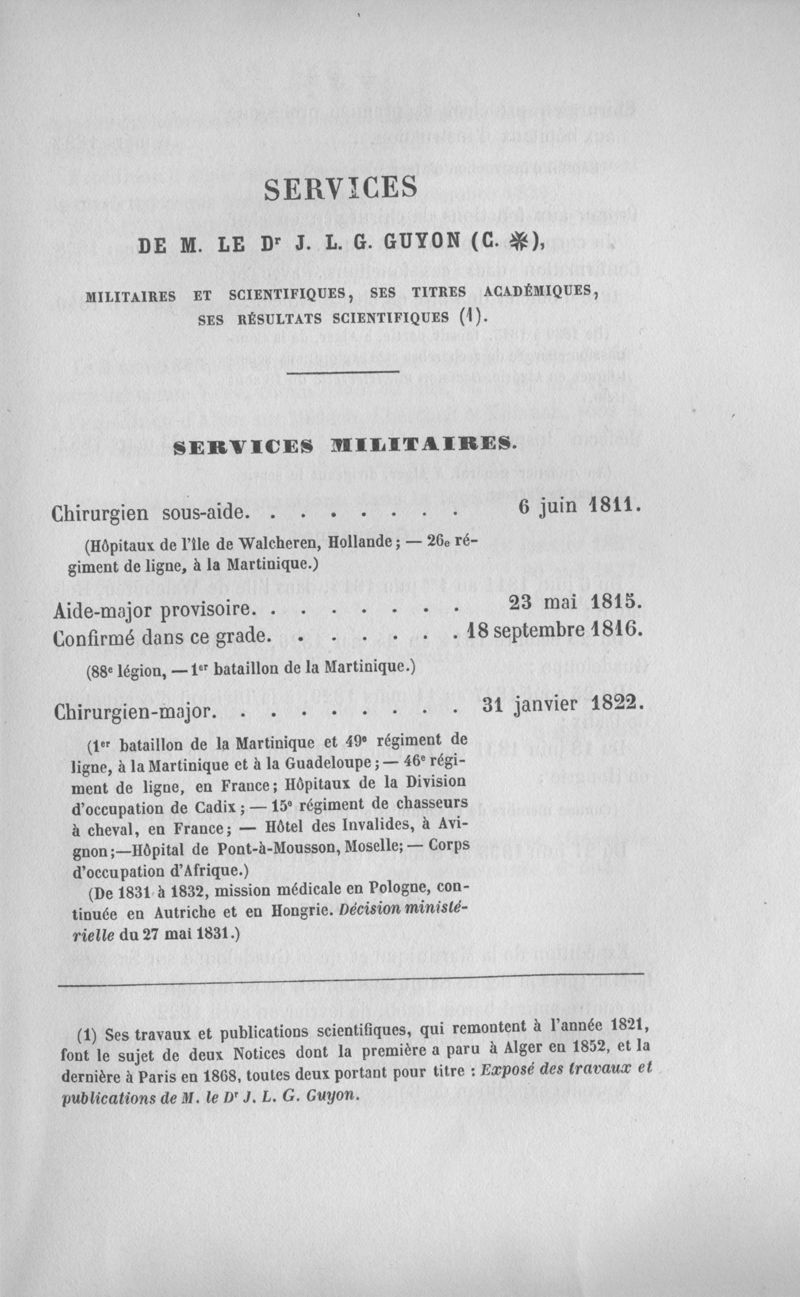 SERVICES
DE M. LE Dr J. L. G. GUYON (C. ✻),
MILITAIRES ET SCIENTIFIQUES, SES TITRES ACADÉMIQUES,
SES RÉSULTATS SCIENTIFIQUES (1).
SERVICES MILITAIRES.
Chirurgien sous-aide. . . . . . . . 6 juin 1811.
(Hôpitaux de l'île de Walcheren, Hollande; — 26e ré-
giment de ligne, à la Martinique.)
Aide-major provisoire. . . . . . . . 23 mai 1815.
Confirmé dans ce grade. . . . . . . 18 septembre 1816.
(88e légion, — 1er bataillon de la Martinique.)
Chirurgien-major. . . . . . . . . 31 janvier 1822.
(1er bataillon de la Martinique et 49e régiment de
ligne, à la Martinique et à la Guadeloupe; — 46e régi-
ment de ligne, en France; Hôpitaux de la Division
d'occupation de Cadix; — 15e régiment de chasseurs
à cheval, en France; — Hôtel des Invalides, à Avi-
gnon;—Hôpital de Pont-à-Mousson, Moselle; — Corps
d'occupation d'Afrique.)
(De 1831 à 1832, mission médicale en Pologne, con-
tinuée en Autriche et en Hongrie. Décision ministé-
rielle du 27 mai 1831.)
(1) Ses travaux et publications scientifiques, qui remontent à l'année 1821,
font le sujet de deux Notices dont la première a paru à Alger en 1852, et la
dernière à Paris en 1868, toutes deux portant pour titre : Exposé des travaux et
publications de M. le Dr J. L. G. Guyon.